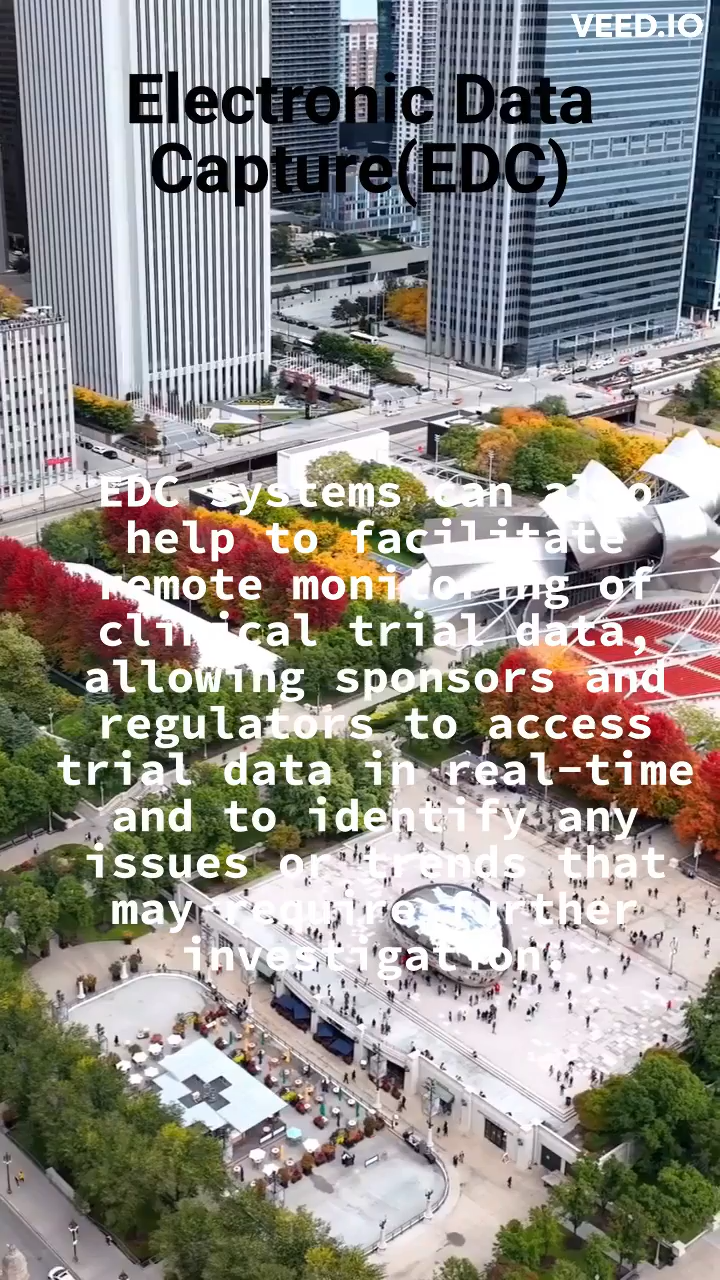 VEED.IO
Electronic Data
Capture(EDC)
EDC systems can also
help to facilitate
remote monitoring of
clinical trial data,
allowing sponsors and
regulators to access
trial data in real-time
and to identify any
issues or trends that
may require further
investigation.